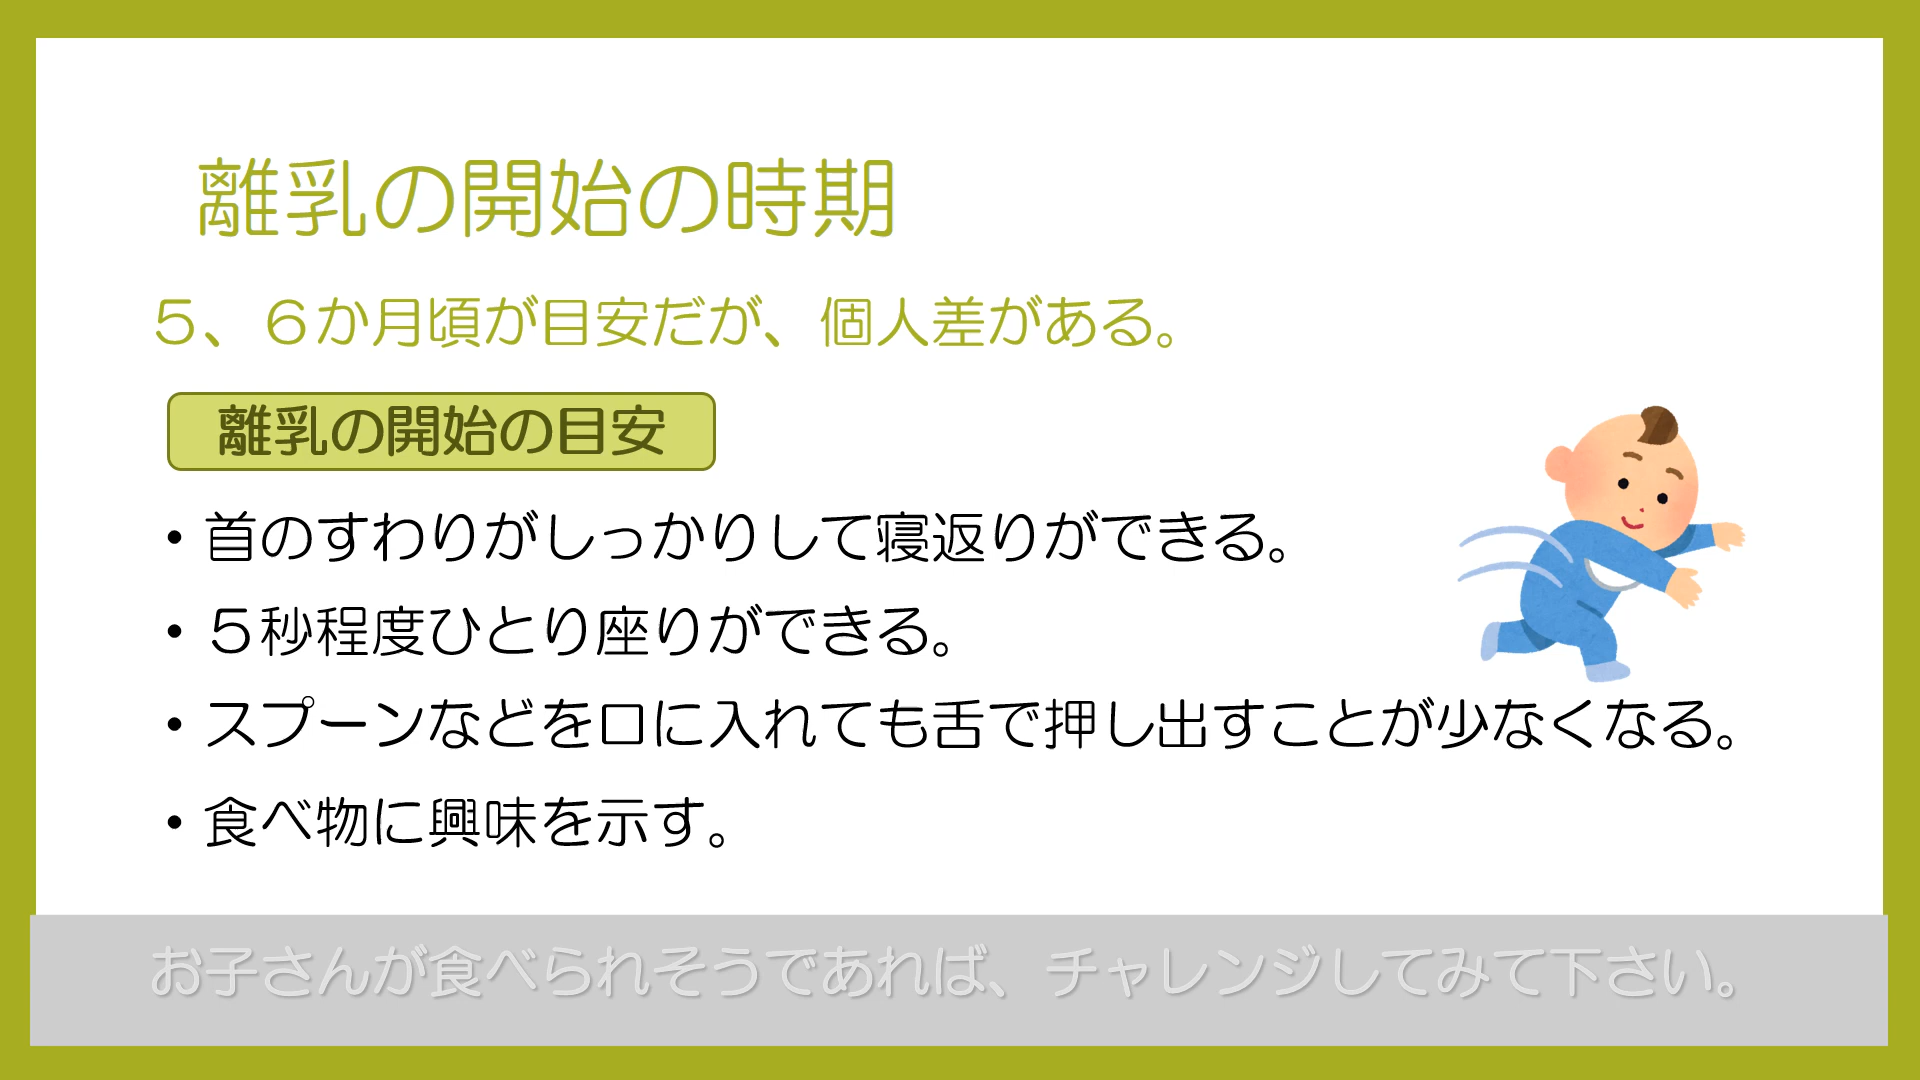 離乳の開始の時期
５、６か月頃が目安だが、個人差がある。
離乳の開始の目安
• 首のすわりがしっかりして寝返りができる。
• ５秒程度ひとり座りができる。
• スプーンなどを口に入れても舌で押し出すことが少なくなる。
• 食べ物に興味を示す。
お子さんが食べられそうであれば、チャレンジしてみて下さい。